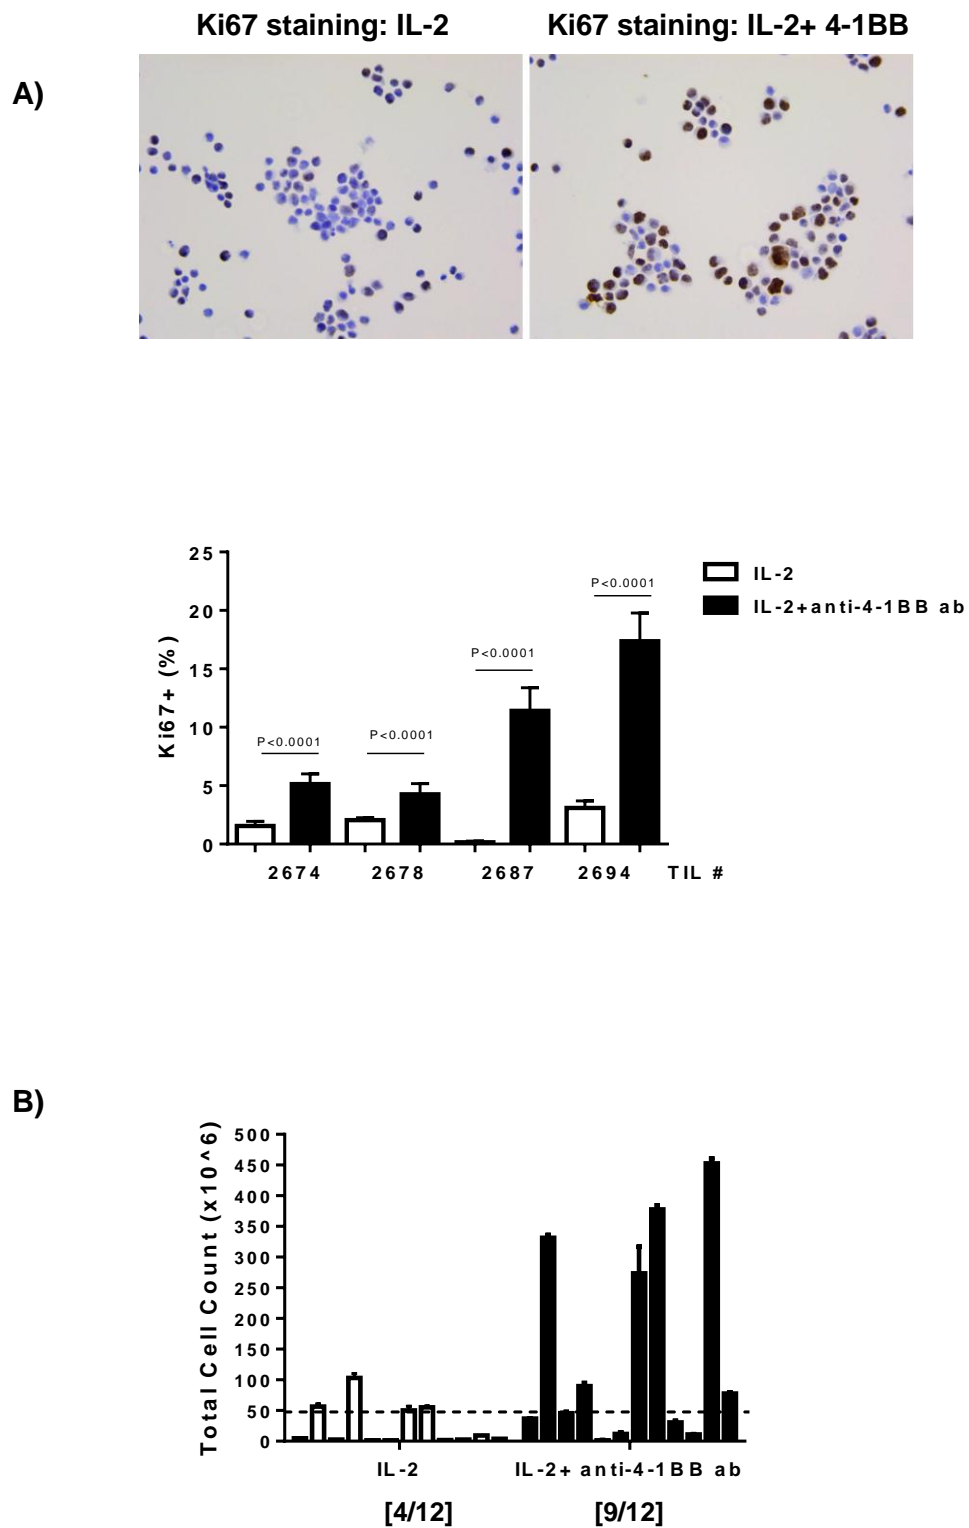 Ki67 staining: IL-2
Ki67 staining: IL-2+ 4-1BB
A)
Ki67+ (%)
25
20
15
10
5
0
P<0.0001
P<0.0001
P<0.0001
P<0.0001
IL-2
IL-2+anti-4-1BB ab
2674 2678 2687 2694 TIL #
B)
Total Cell Count (x10^6)
500
450
400
350
300
250
200
150
100
50
0
IL-2 IL-2+ anti-4-1BB ab
[4/12] [9/12]